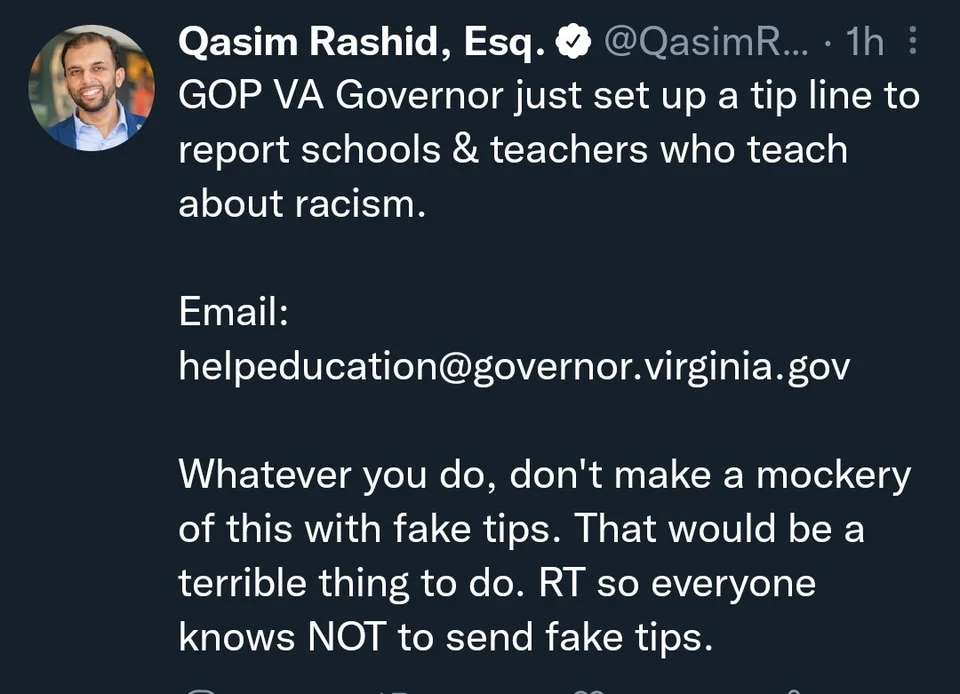 Qasim Rashid, Esq. @QasimR... · 1h
GOP VA Governor just set up a tip line to
report schools & teachers who teach
about racism.
Email:
helpeducation@governor.virginia.gov
Whatever you do, don't make a mockery
of this with fake tips. That would be a
terrible thing to do. RT so everyone
knows NOT to send fake tips.